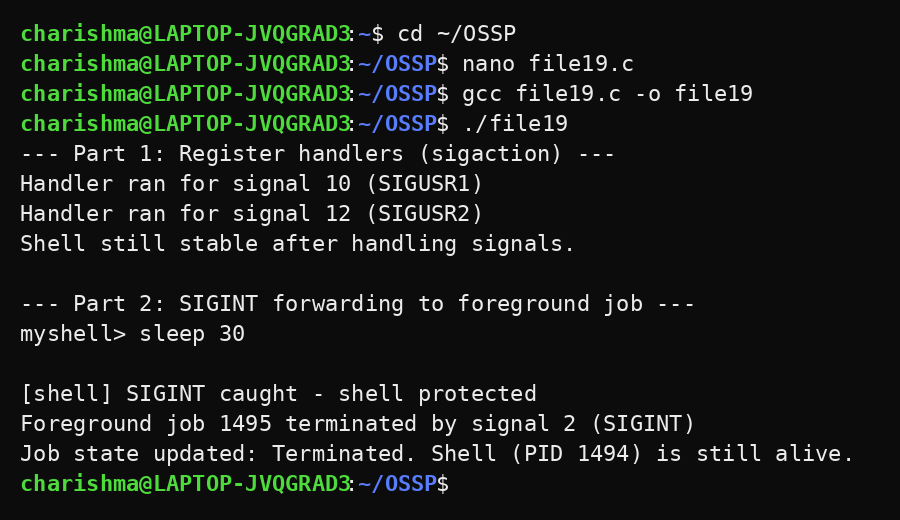 charishma@LAPTOP-JVQGRAD3:~$ cd ~/OSSP
charishma@LAPTOP-JVQGRAD3:~/OSSP$ nano file19.c
charishma@LAPTOP-JVQGRAD3:~/OSSP$ gcc file19.c -o file19
charishma@LAPTOP-JVQGRAD3:~/OSSP$ ./file19
--- Part 1: Register handlers (sigaction) ---
Handler ran for signal 10 (SIGUSR1)
Handler ran for signal 12 (SIGUSR2)
Shell still stable after handling signals.
--- Part 2: SIGINT forwarding to foreground job ---
myshell> sleep 30
[shell] SIGINT caught - shell protected
Foreground job 1495 terminated by signal 2 (SIGINT)
Job state updated: Terminated. Shell (PID 1494) is still alive.
charishma@LAPTOP-JVQGRAD3:~/OSSP$